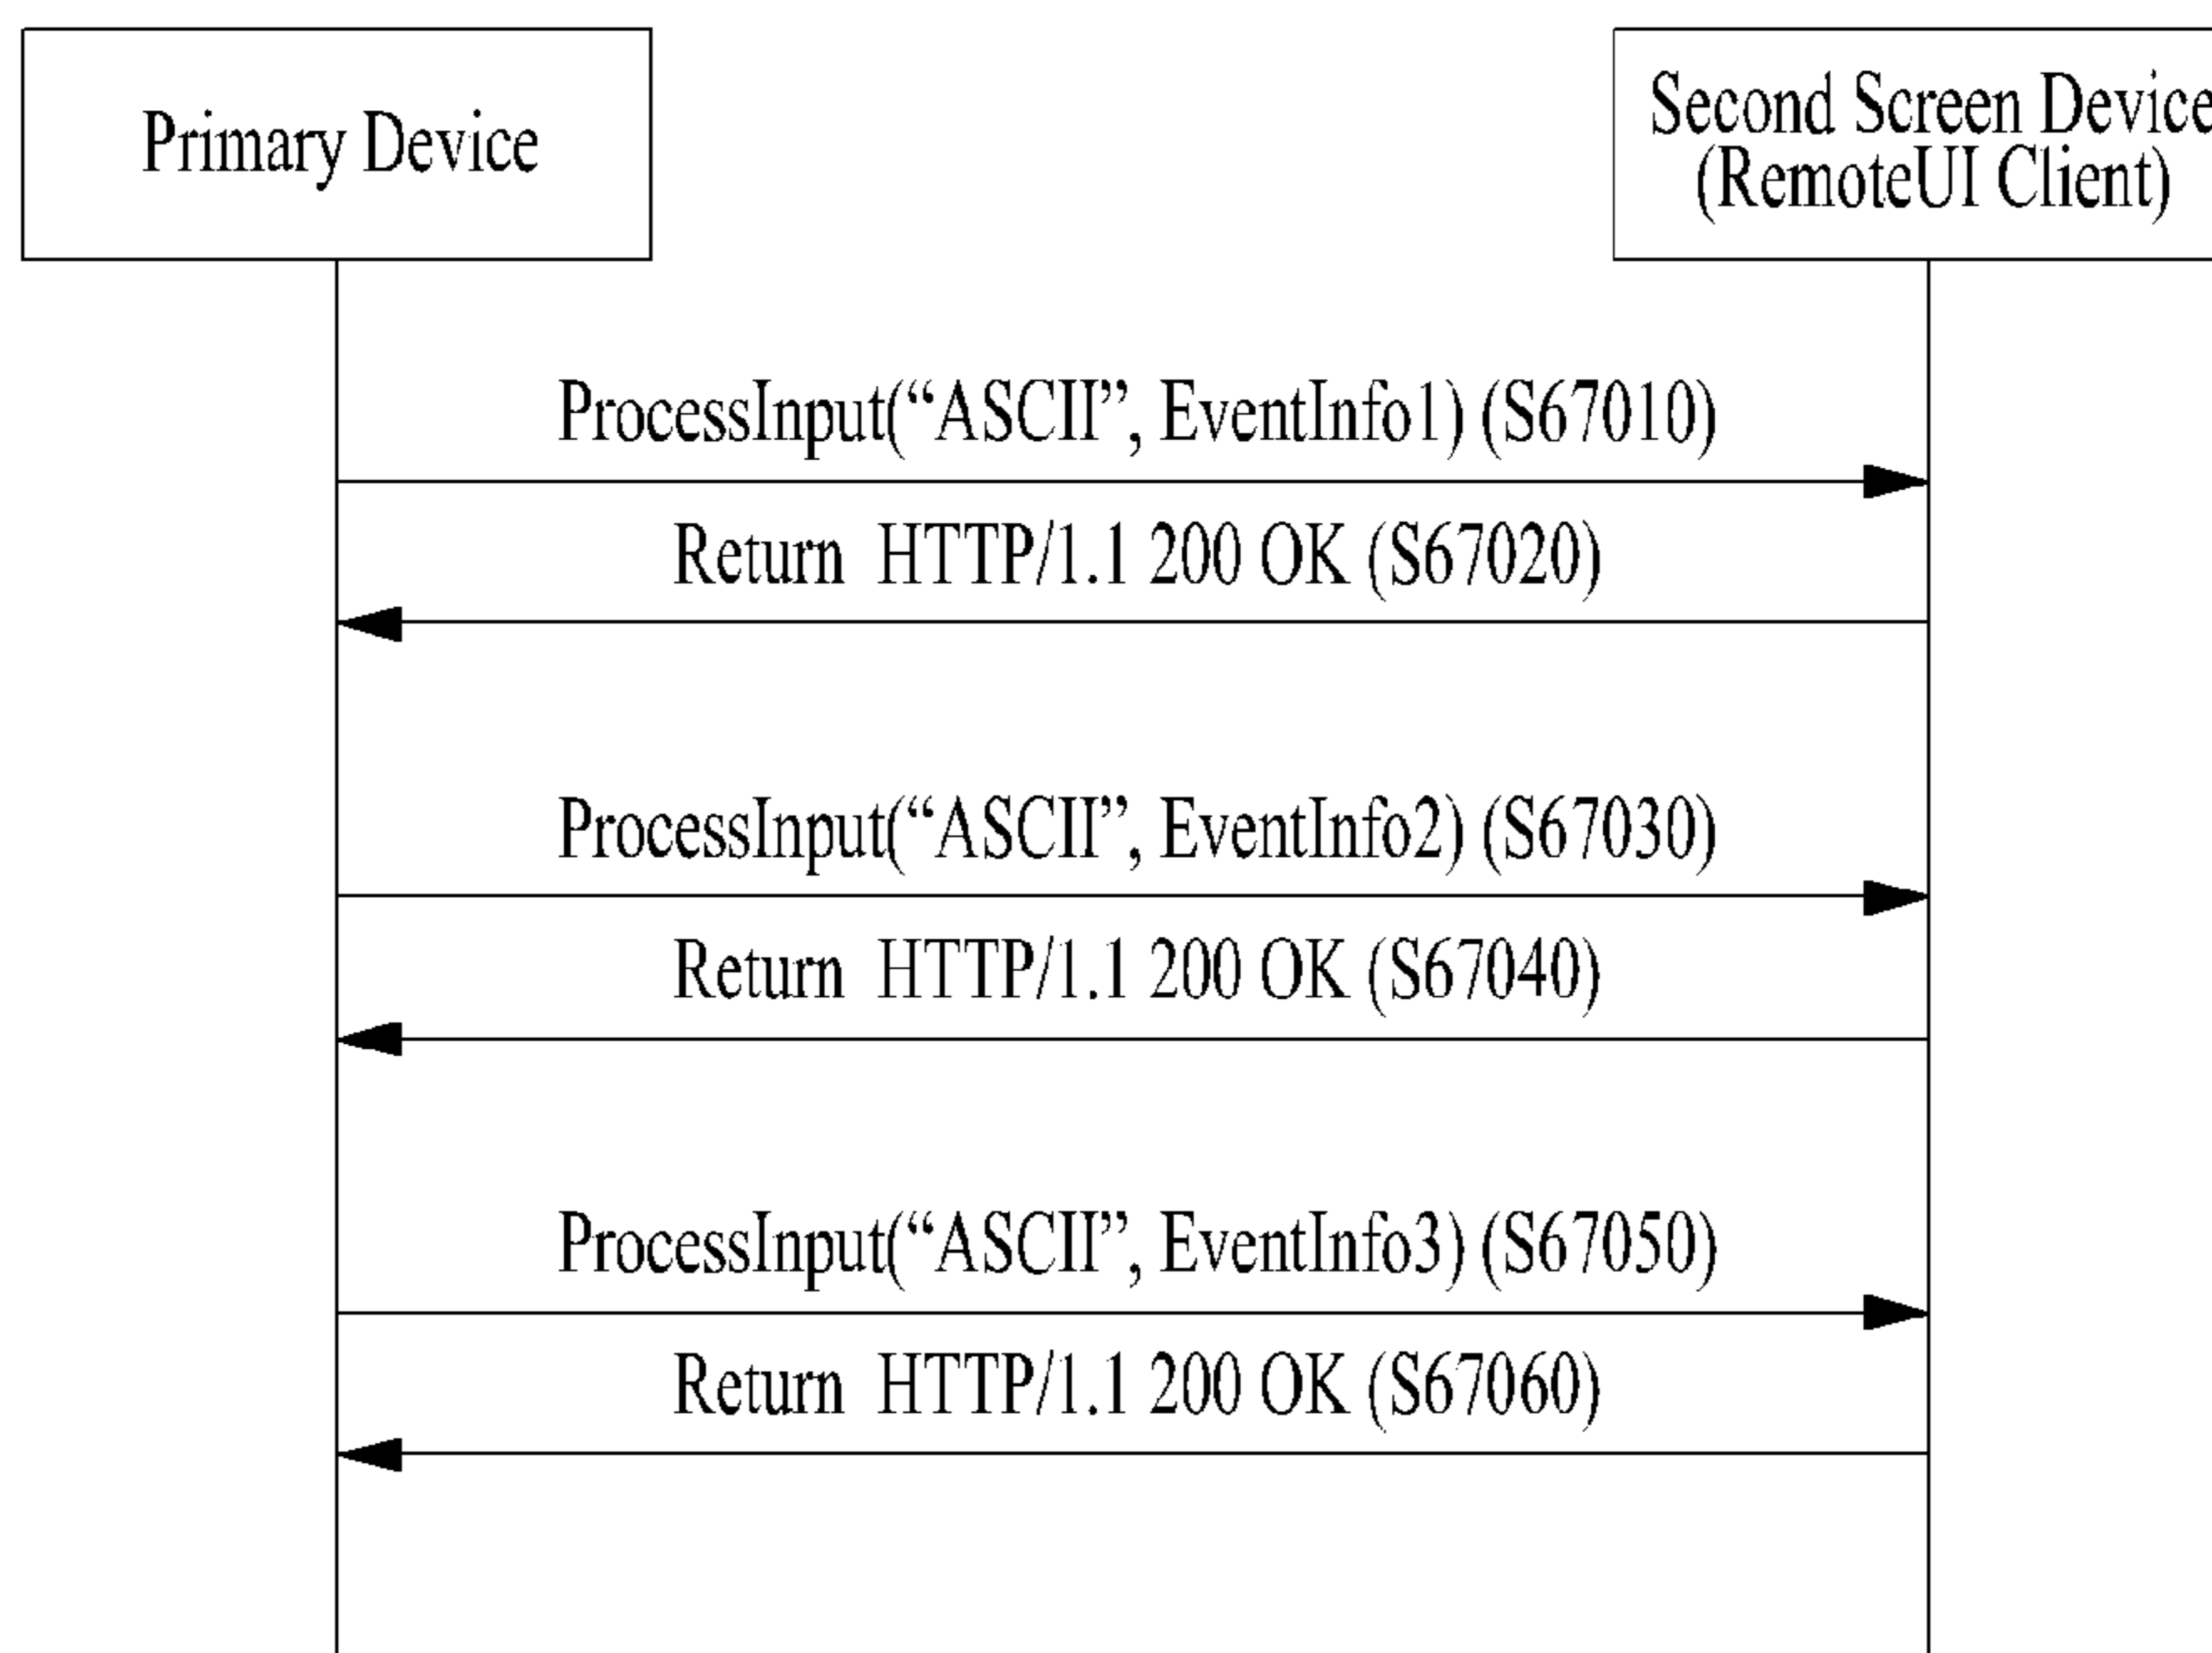 Primary Device
Second Screen Device
(RemoteUI Client)
ProcessInput(“ASCII”, EventInfo1) (S67010)
Return HTTP/1.1 200 OK (S67020)
ProcessInput(“ASCII”, EventInfo2) (S67030)
Return HTTP/1.1 200 OK (S67040)
ProcessInput(“ASCII”, EventInfo3) (S67050)
Return HTTP/1.1 200 OK (S67060)